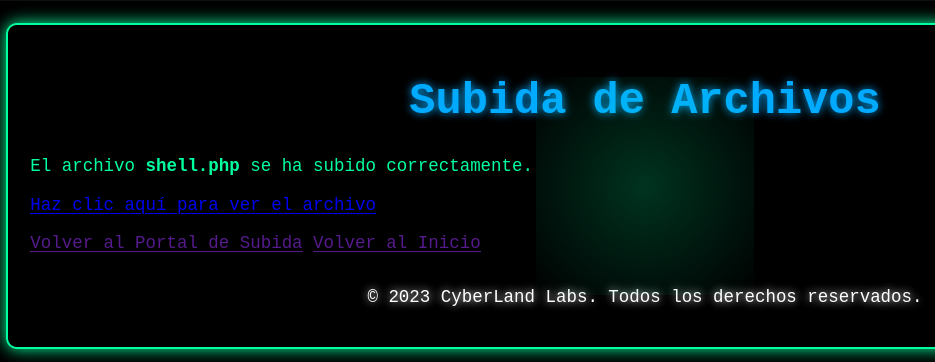 Subida de Archivos
El archivo shell.php se ha subido correctamente.
Haz clic aquí para ver el archivo
Volver al Portal de Subida Volver al Inicio
© 2023 CyberLand Labs. Todos los derechos reservados.